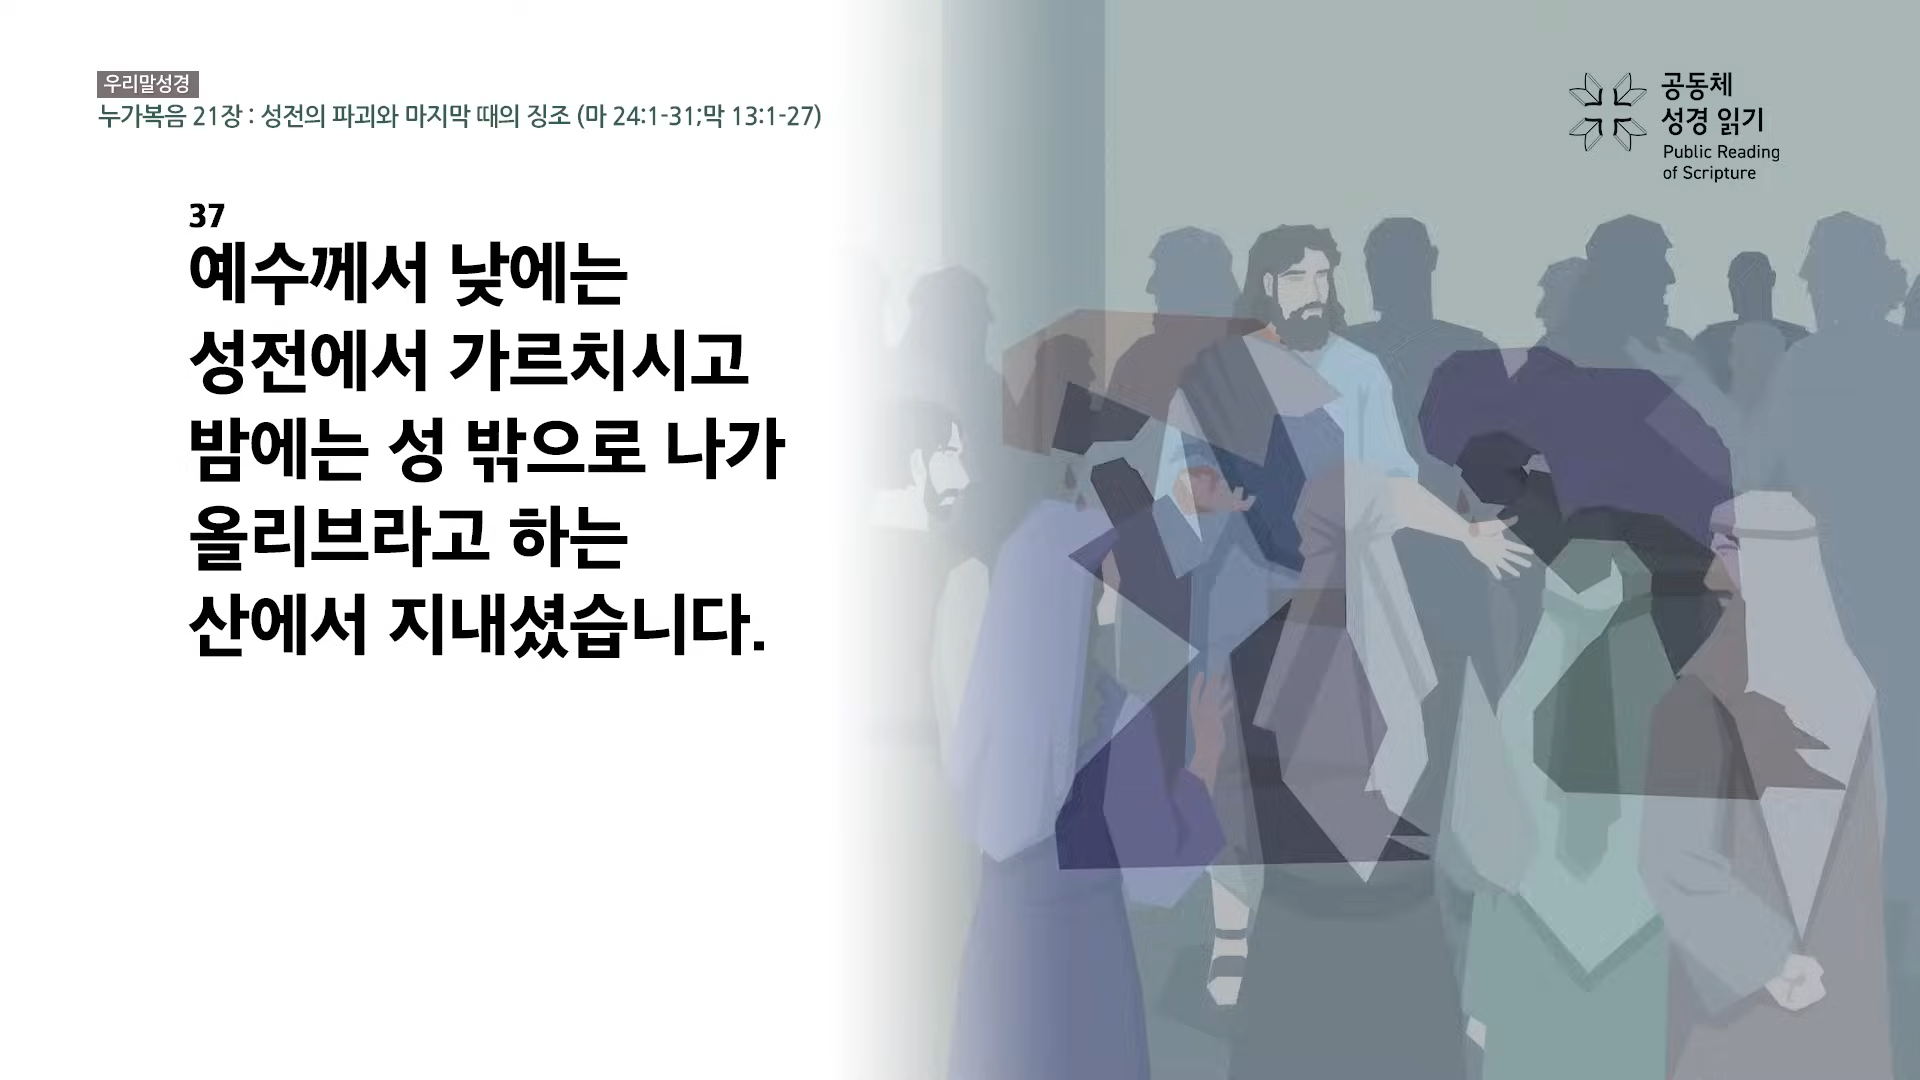 우리말성경
누가복음 21장 : 성전의 파괴와 마지막 때의 징조 (마 24:1-31;막 13:1-27)
37
예수께서 낮에는
성전에서 가르치시고
밤에는 성 밖으로 나가
올리브라고 하는
산에서 지내셨습니다.
공동체
성경 읽기
Public Reading
of Scripture